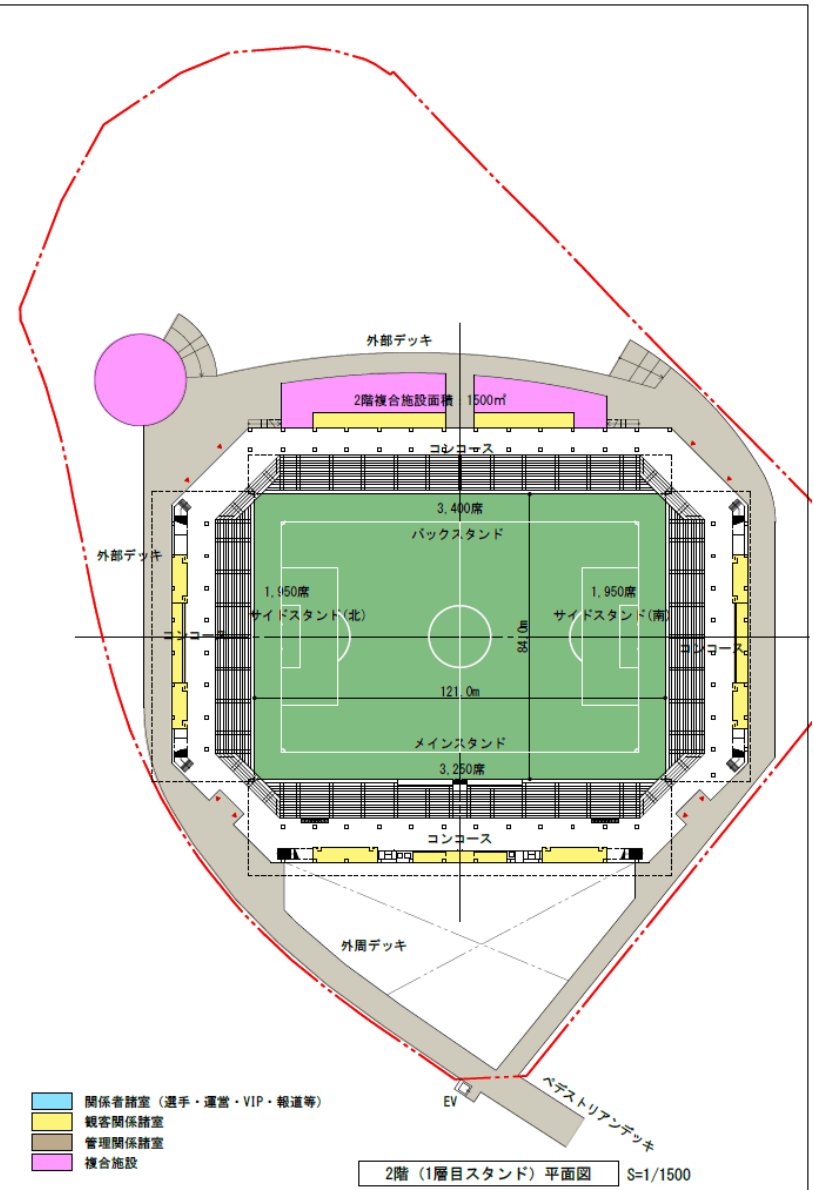 外部デッキ
2階複合施設面積 1500㎡
コンコース
3,400席
バックスタンド
外部デッキ
1,950席
サイドスタンド(北)
1,950席
サイドスタンド(南)
コンコース
コンコース
84.0m
121.0m
メインスタンド
3,250席
コンコース
外周デッキ
EV
ペデストリアンデッキ
関係者諸室（選手・運営・VIP・報道等）
観客関係諸室
管理関係諸室
複合施設
2階（1層目スタンド）平面図 S=1/1500